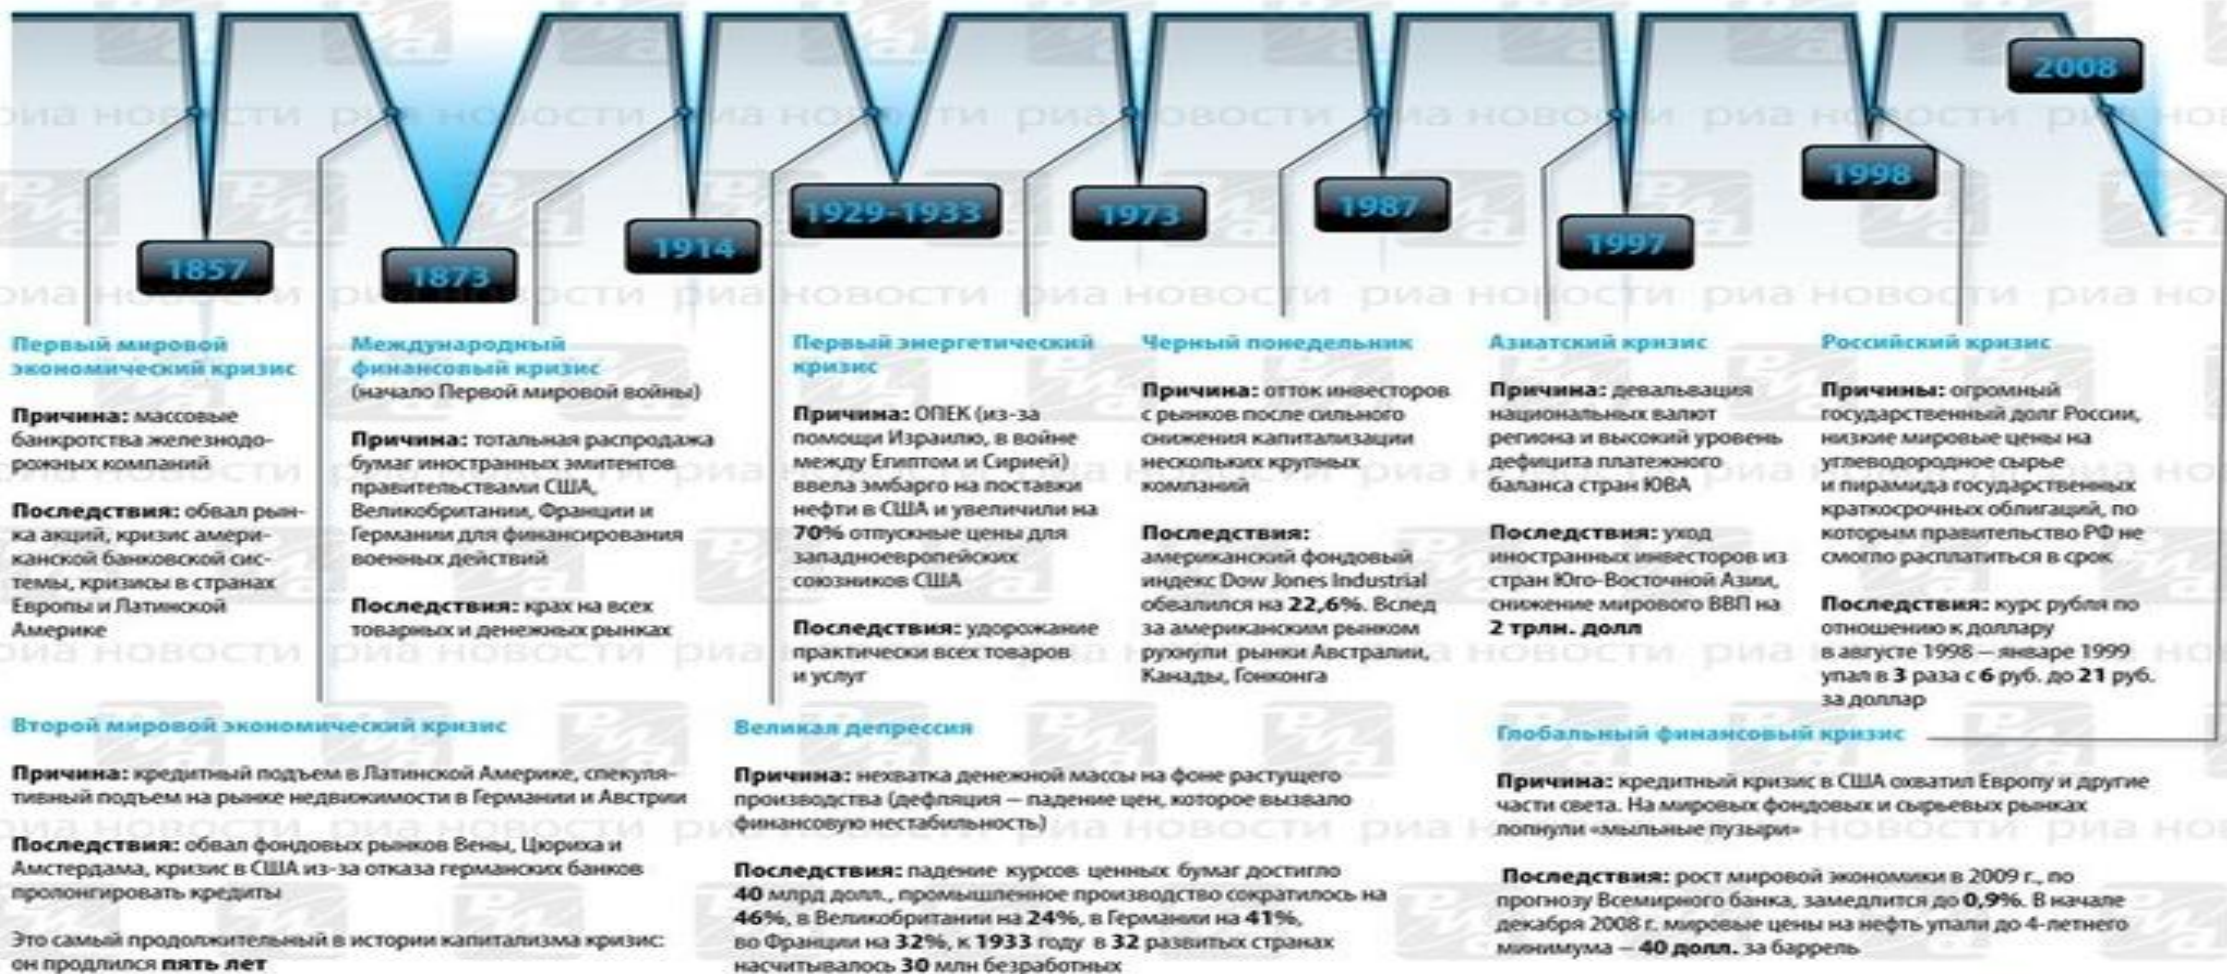 1857
1873
1914
1929-1933
1973
1987
1997
1998
2008
Первый мировой
экономический кризис
Причина: массовые
банкротства железнодо-
рожных компаний
Последствия: обвал рын-
ка акций, кризис амери-
канской банковской сис-
темы, кризисы в странах
Европы и Латинской
Америке
Международный
финансовый кризис
(начало Первой мировой войны)
Причина: тотальная распродажа
бумаг иностранных эмитентов
правительствами США,
Великобритании, Франции и
Германии для финансирования
военных действий
Последствия: крах на всех
товарных и денежных рынках
Первый энергетический
кризис
Причина: ОПЕК (из-за
помощи Израилю, в войне
между Египтом и Сирией)
ввела эмбарго на поставки
нефти в США и увеличили на
70% отпускные цены для
западноевропейских
союзников США
Последствия: удорожание
практически всех товаров
и услуг
Черный понедельник
Причина: отток инвесторов
с рынков после сильного
снижения капитализации
нескольких крупных
компаний
Последствия:
американский фондовый
индекс Dow Jones Industrial
обвалился на 22,6%. Вслед
за американским рынком
рухнули рынки Австралии,
Канады, Гонконга
Азиатский кризис
Причина: девальвация
национальных валют
региона и высокий уровень
дефицита платежного
баланса стран ЮВА
Последствия: уход
иностранных инвесторов из
стран Юго-Восточной Азии,
снижение мирового ВВП на
2 трлн. долл
Российский кризис
Причины: огромный
государственный долг России,
низкие мировые цены на
углеводородное сырье
и пирамида государственных
краткосрочных облигаций, по
которым правительство РФ не
смогло расплатиться в срок
Последствия: курс рубля по
отношению к доллару
в августе 1998 – январе 1999
упал в 3 раза с 6 руб. до 21 руб.
за доллар
Второй мировой экономический кризис
Причина: кредитный подъем в Латинской Америке, спекуля-
тивный подъем на рынке недвижимости в Германии и Австрии
Последствия: обвал фондовых рынков Вены, Цюриха и
Амстердама, кризис в США из-за отказа германских банков
пролонгировать кредиты
Это самый продолжительный в истории капитализма кризис:
он продлился пять лет
Великая депрессия
Причина: нехватка денежной массы на фоне растущего
производства (дефляция – падение цен, которое вызвало
финансовую нестабильность)
Последствия: падение курсов ценных бумаг достигло
40 млрд долл., промышленное производство сократилось на
46%, в Великобритании на 24%, в Германии на 41%,
во Франции на 32%, к 1933 году в 32 развитых странах
насчитывалось 30 млн безработных
Глобальный финансовый кризис
Причина: кредитный кризис в США охватил Европу и другие
части света. На мировых фондовых и сырьевых рынках
лопнули «мыльные пузыри»
Последствия: рост мировой экономики в 2009 г., по
прогнозу Всемирного банка, замедлится до 0,9%. В начале
декабря 2008 г. мировые цены на нефть упали до 4-летнего
минимума – 40 долл. за баррель
риа новости